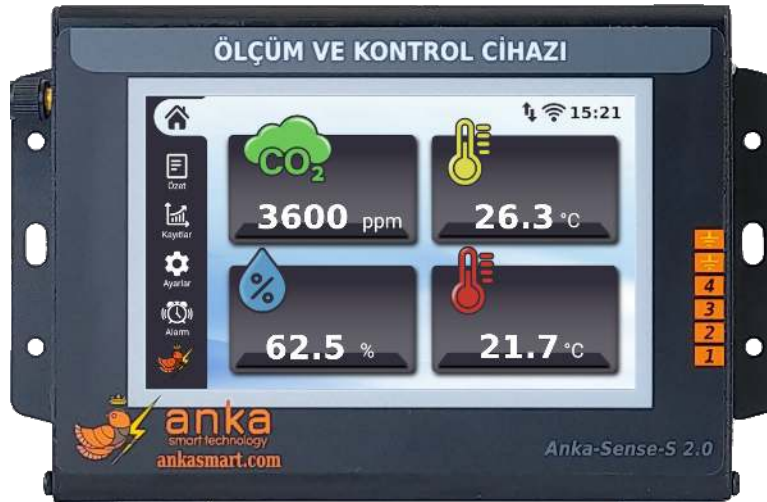 ÖLÇÜM VE KONTROL CİHAZI
15:21
CO2
3600 ppm
26.3 °C
Özet
Kayıtlar
Ayarlar
Alarm
62.5 %
%
21.7 °C
4
3
2
1
anka
smart technology
ankasmart.com
Anka-Sense-S 2.0